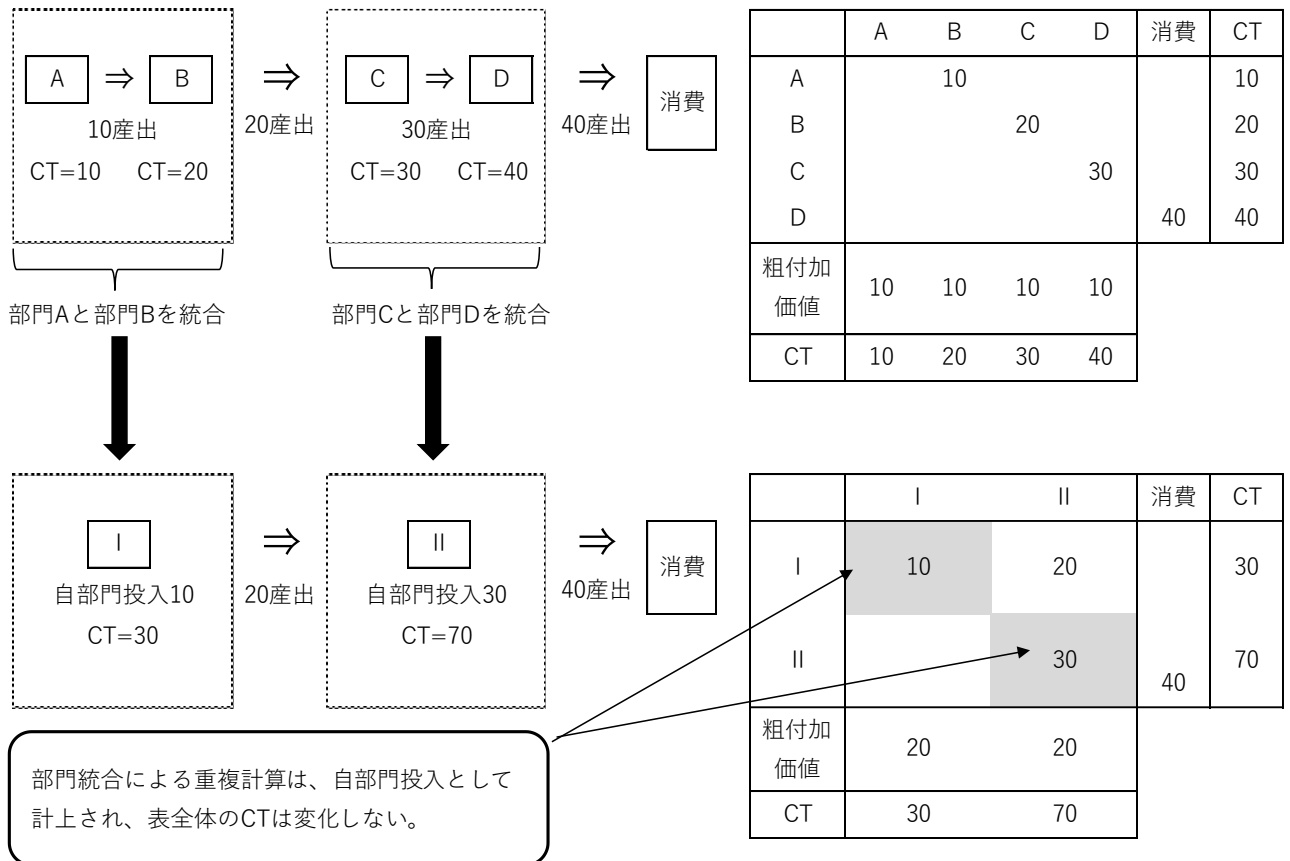 A ⇒ B ⇒ C ⇒ D ⇒ 消費
10産出 20産出 30産出 40産出
CT=10 CT=20 CT=30 CT=40
部門Aと部門Bを統合 部門Cと部門Dを統合
A B C D 消費 CT
A 10 10
B 20 20
C 30 30
D 40 40
粗付加
価値 10 10 10 10
CT 10 20 30 40
I ⇒ II ⇒ 消費
自部門投入10 20産出 自部門投入30 40産出
CT=30 CT=70
I II 消費 CT
I 10 20 30
II 30 40 70
粗付加
価値 20 20
CT 30 70
部門統合による重複計算は、自部門投入として
計上され、表全体のCTは変化しない。